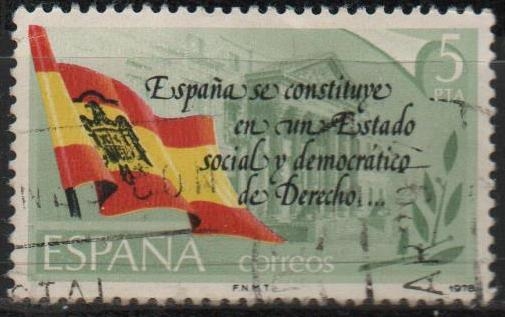 5
PTA
España se constituye
en un Estado
social y democrático
de Derecho...
ESPAÑA correos
F.N.M.T. 1978